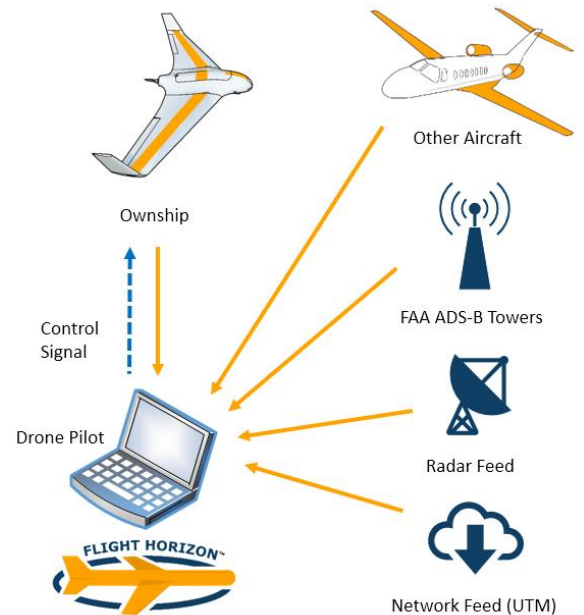 Other Aircraft
Ownship
FAA ADS-B Towers
Control
Signal
Drone Pilot
Radar Feed
FLIGHT HORIZON™
Network Feed (UTM)